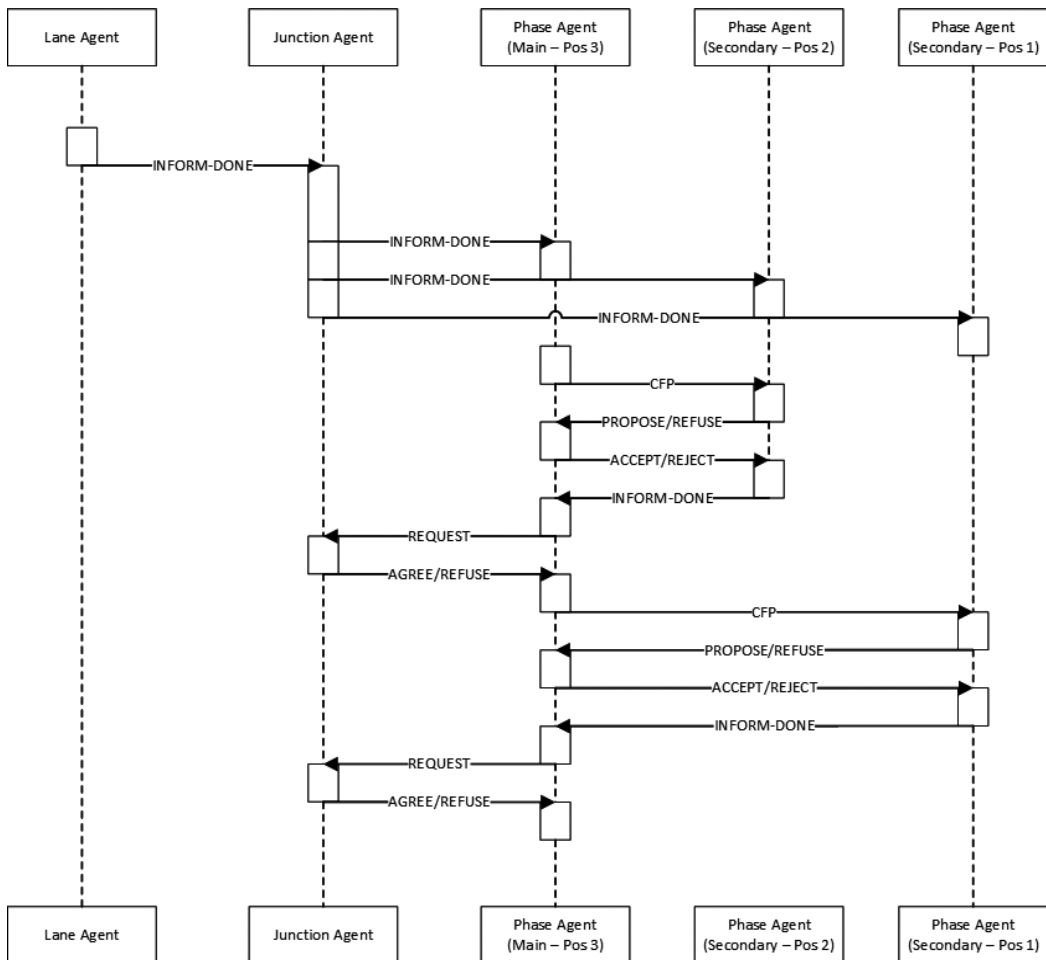 Lane Agent
Junction Agent
Phase Agent
(Main – Pos 3)
Phase Agent
(Secondary – Pos 2)
Phase Agent
(Secondary – Pos 1)
INFORM-DONE
INFORM-DONE
INFORM-DONE
INFORM-DONE
CFP
PROPOSE/REFUSE
ACCEPT/REJECT
INFORM-DONE
REQUEST
AGREE/REFUSE
CFP
PROPOSE/REFUSE
ACCEPT/REJECT
INFORM-DONE
REQUEST
AGREE/REFUSE
Lane Agent
Junction Agent
Phase Agent
(Main – Pos 3)
Phase Agent
(Secondary – Pos 2)
Phase Agent
(Secondary – Pos 1)